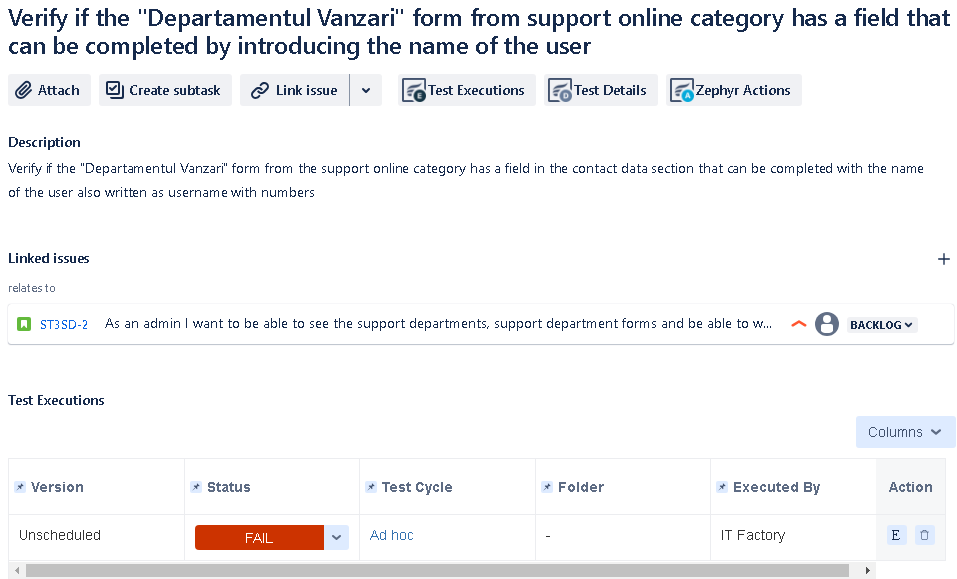 Verify if the "Departamentul Vanzari" form from support online category has a field that
can be completed by introducing the name of the user
Attach
Create subtask
Link issue
E Test Executions
D Test Details
A Zephyr Actions
Description
Verify if the "Departamentul Vanzari" form from the support online category has a field in the contact data section that can be completed with the name
of the user also written as username with numbers
Linked issues
relates to
ST3SD-2 As an admin I want to be able to see the support departments, support department forms and be able to w... BACKLOG
Test Executions
Columns
Version Status Test Cycle Folder Executed By Action
Unscheduled FAIL Ad hoc - IT Factory E